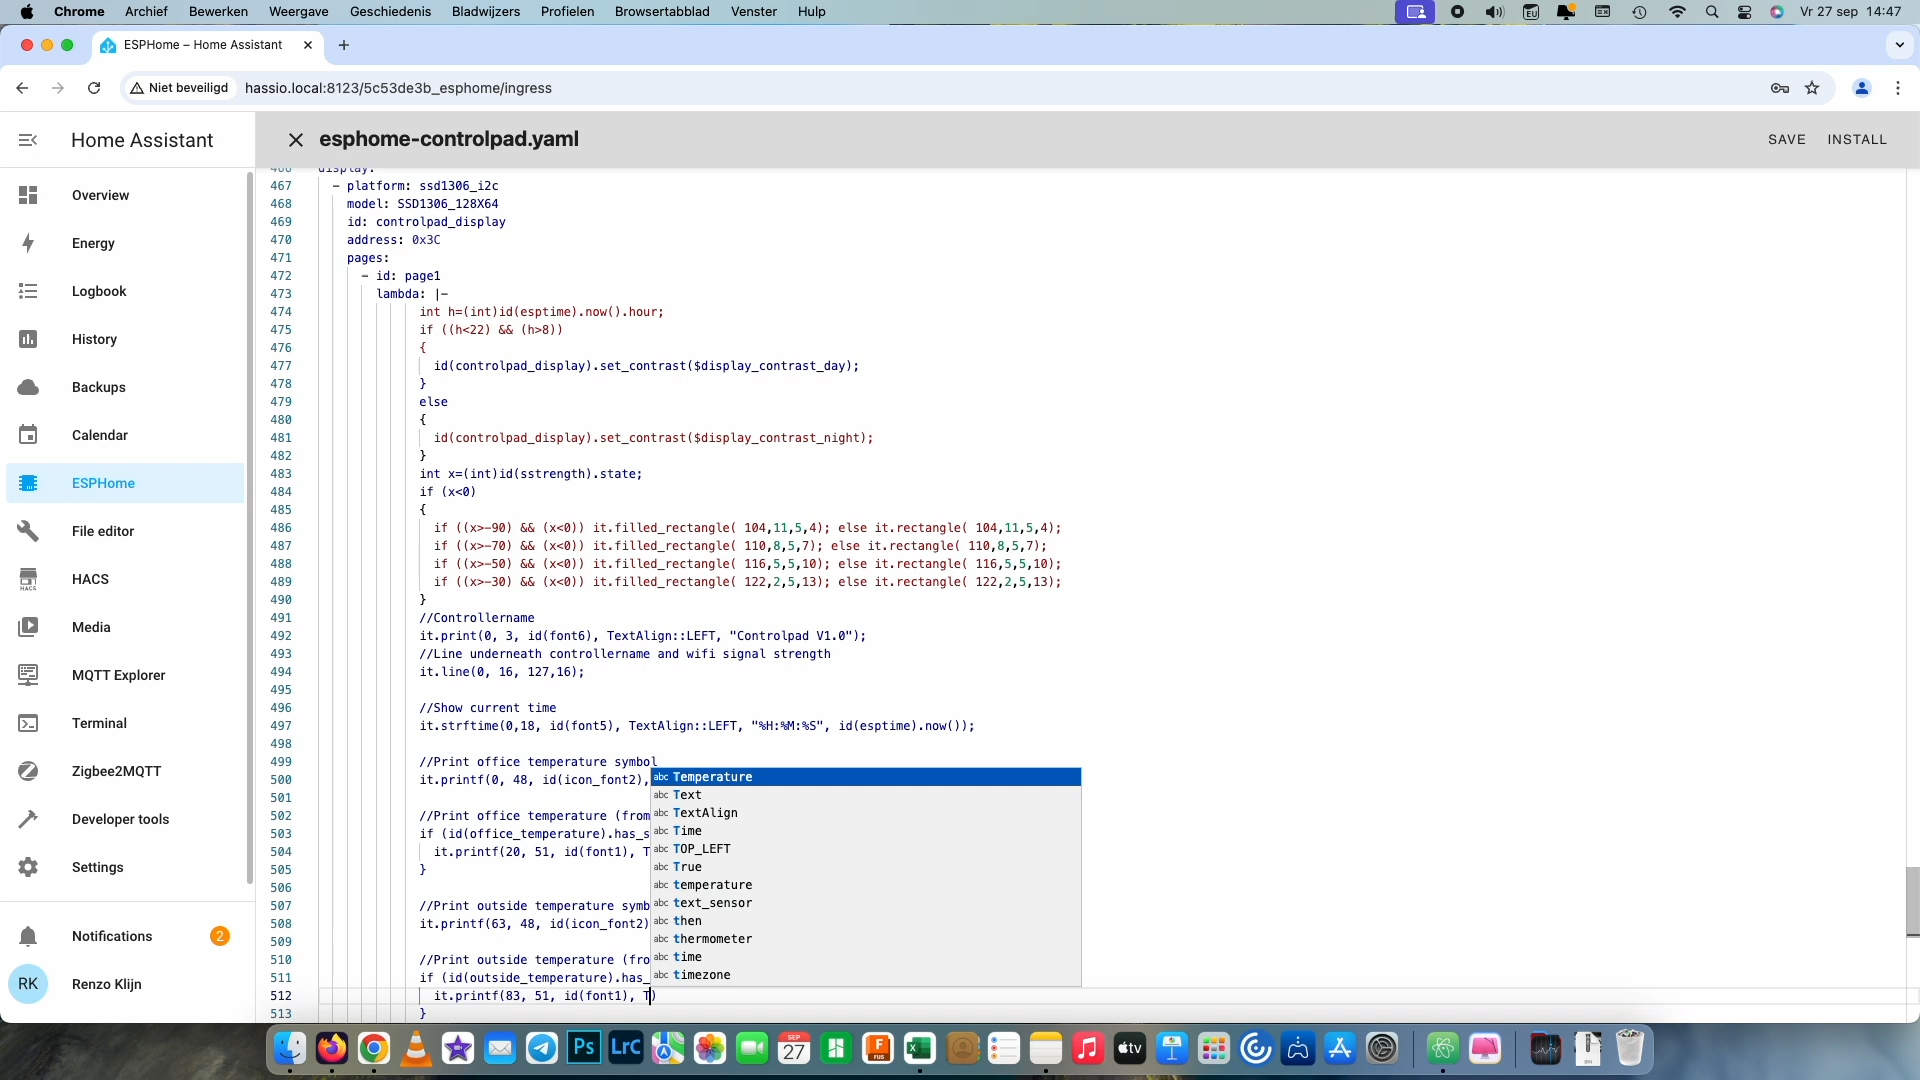 Chrome Archief Bewerken Weergave Geschiedenis Bladwijzers Profielen Browsertabblad Venster Hulp EU Vr 27 sep 14:47
ESPHome – Home Assistant
Niet beveiligd hassio.local:8123/5c53de3b_esphome/ingress
Home Assistant
esphome-controlpad.yaml
SAVE INSTALL
Overview
Energy
Logbook
History
Backups
Calendar
ESPHome
File editor
HACS
HACS
Media
MQTT Explorer
Terminal
Zigbee2MQTT
Developer tools
Settings
Notifications 2
RK Renzo Klijn
466 display:
467 - platform: ssd1306_i2c
468 model: SSD1306_128X64
469 id: controlpad_display
470 address: 0x3C
471 pages:
472 - id: page1
473 lambda: |-
474 int h=(int)id(esptime).now().hour;
475 if ((h<22) && (h>8))
476 {
477 id(controlpad_display).set_contrast($display_contrast_day);
478 }
479 else
480 {
481 id(controlpad_display).set_contrast($display_contrast_night);
482 }
483 int x=(int)id(sstrength).state;
484 if (x<0)
485 {
486 if ((x>-90) && (x<0)) it.filled_rectangle( 104,11,5,4); else it.rectangle( 104,11,5,4);
487 if ((x>-70) && (x<0)) it.filled_rectangle( 110,8,5,7); else it.rectangle( 110,8,5,7);
488 if ((x>-50) && (x<0)) it.filled_rectangle( 116,5,5,10); else it.rectangle( 116,5,5,10);
489 if ((x>-30) && (x<0)) it.filled_rectangle( 122,2,5,13); else it.rectangle( 122,2,5,13);
490 }
491 //Controllername
492 it.print(0, 3, id(font6), TextAlign::LEFT, "Controlpad V1.0");
493 //Line underneath controllername and wifi signal strength
494 it.line(0, 16, 127,16);
495
496 //Show current time
497 it.strftime(0,18, id(font5), TextAlign::LEFT, "%H:%M:%S", id(esptime).now());
498
499 //Print office temperature symbol
500 it.printf(0, 48, id(icon_font2),
501
502 //Print office temperature (from
503 if (id(office_temperature).has_s
504 it.printf(20, 51, id(font1), T
505 }
506
507 //Print outside temperature symb
508 it.printf(63, 48, id(icon_font2)
509
510 //Print outside temperature (fro
511 if (id(outside_temperature).has_
512 it.printf(83, 51, id(font1), T)
513 }
abc Temperature
abc Text
abc TextAlign
abc Time
abc TOP_LEFT
abc True
abc temperature
abc text_sensor
abc then
abc thermometer
abc time
abc timezone
Ps LrC SEP 27 F FUS tv